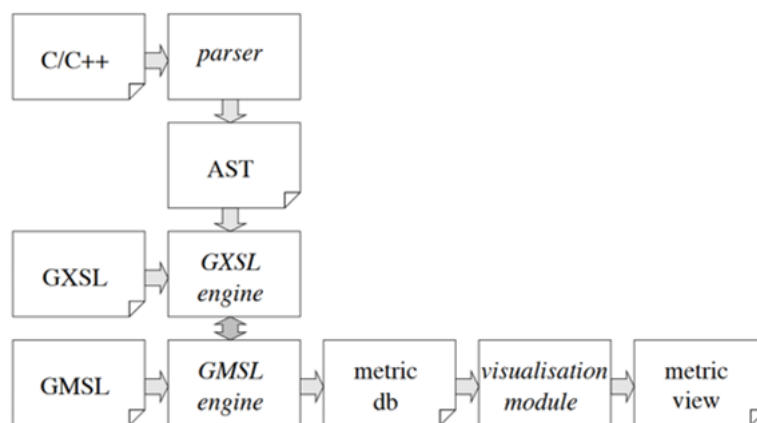 C/C++
parser
AST
GXSL
GXSL
engine
GMSL
GMSL
engine
metric
db
visualisation
module
metric
view